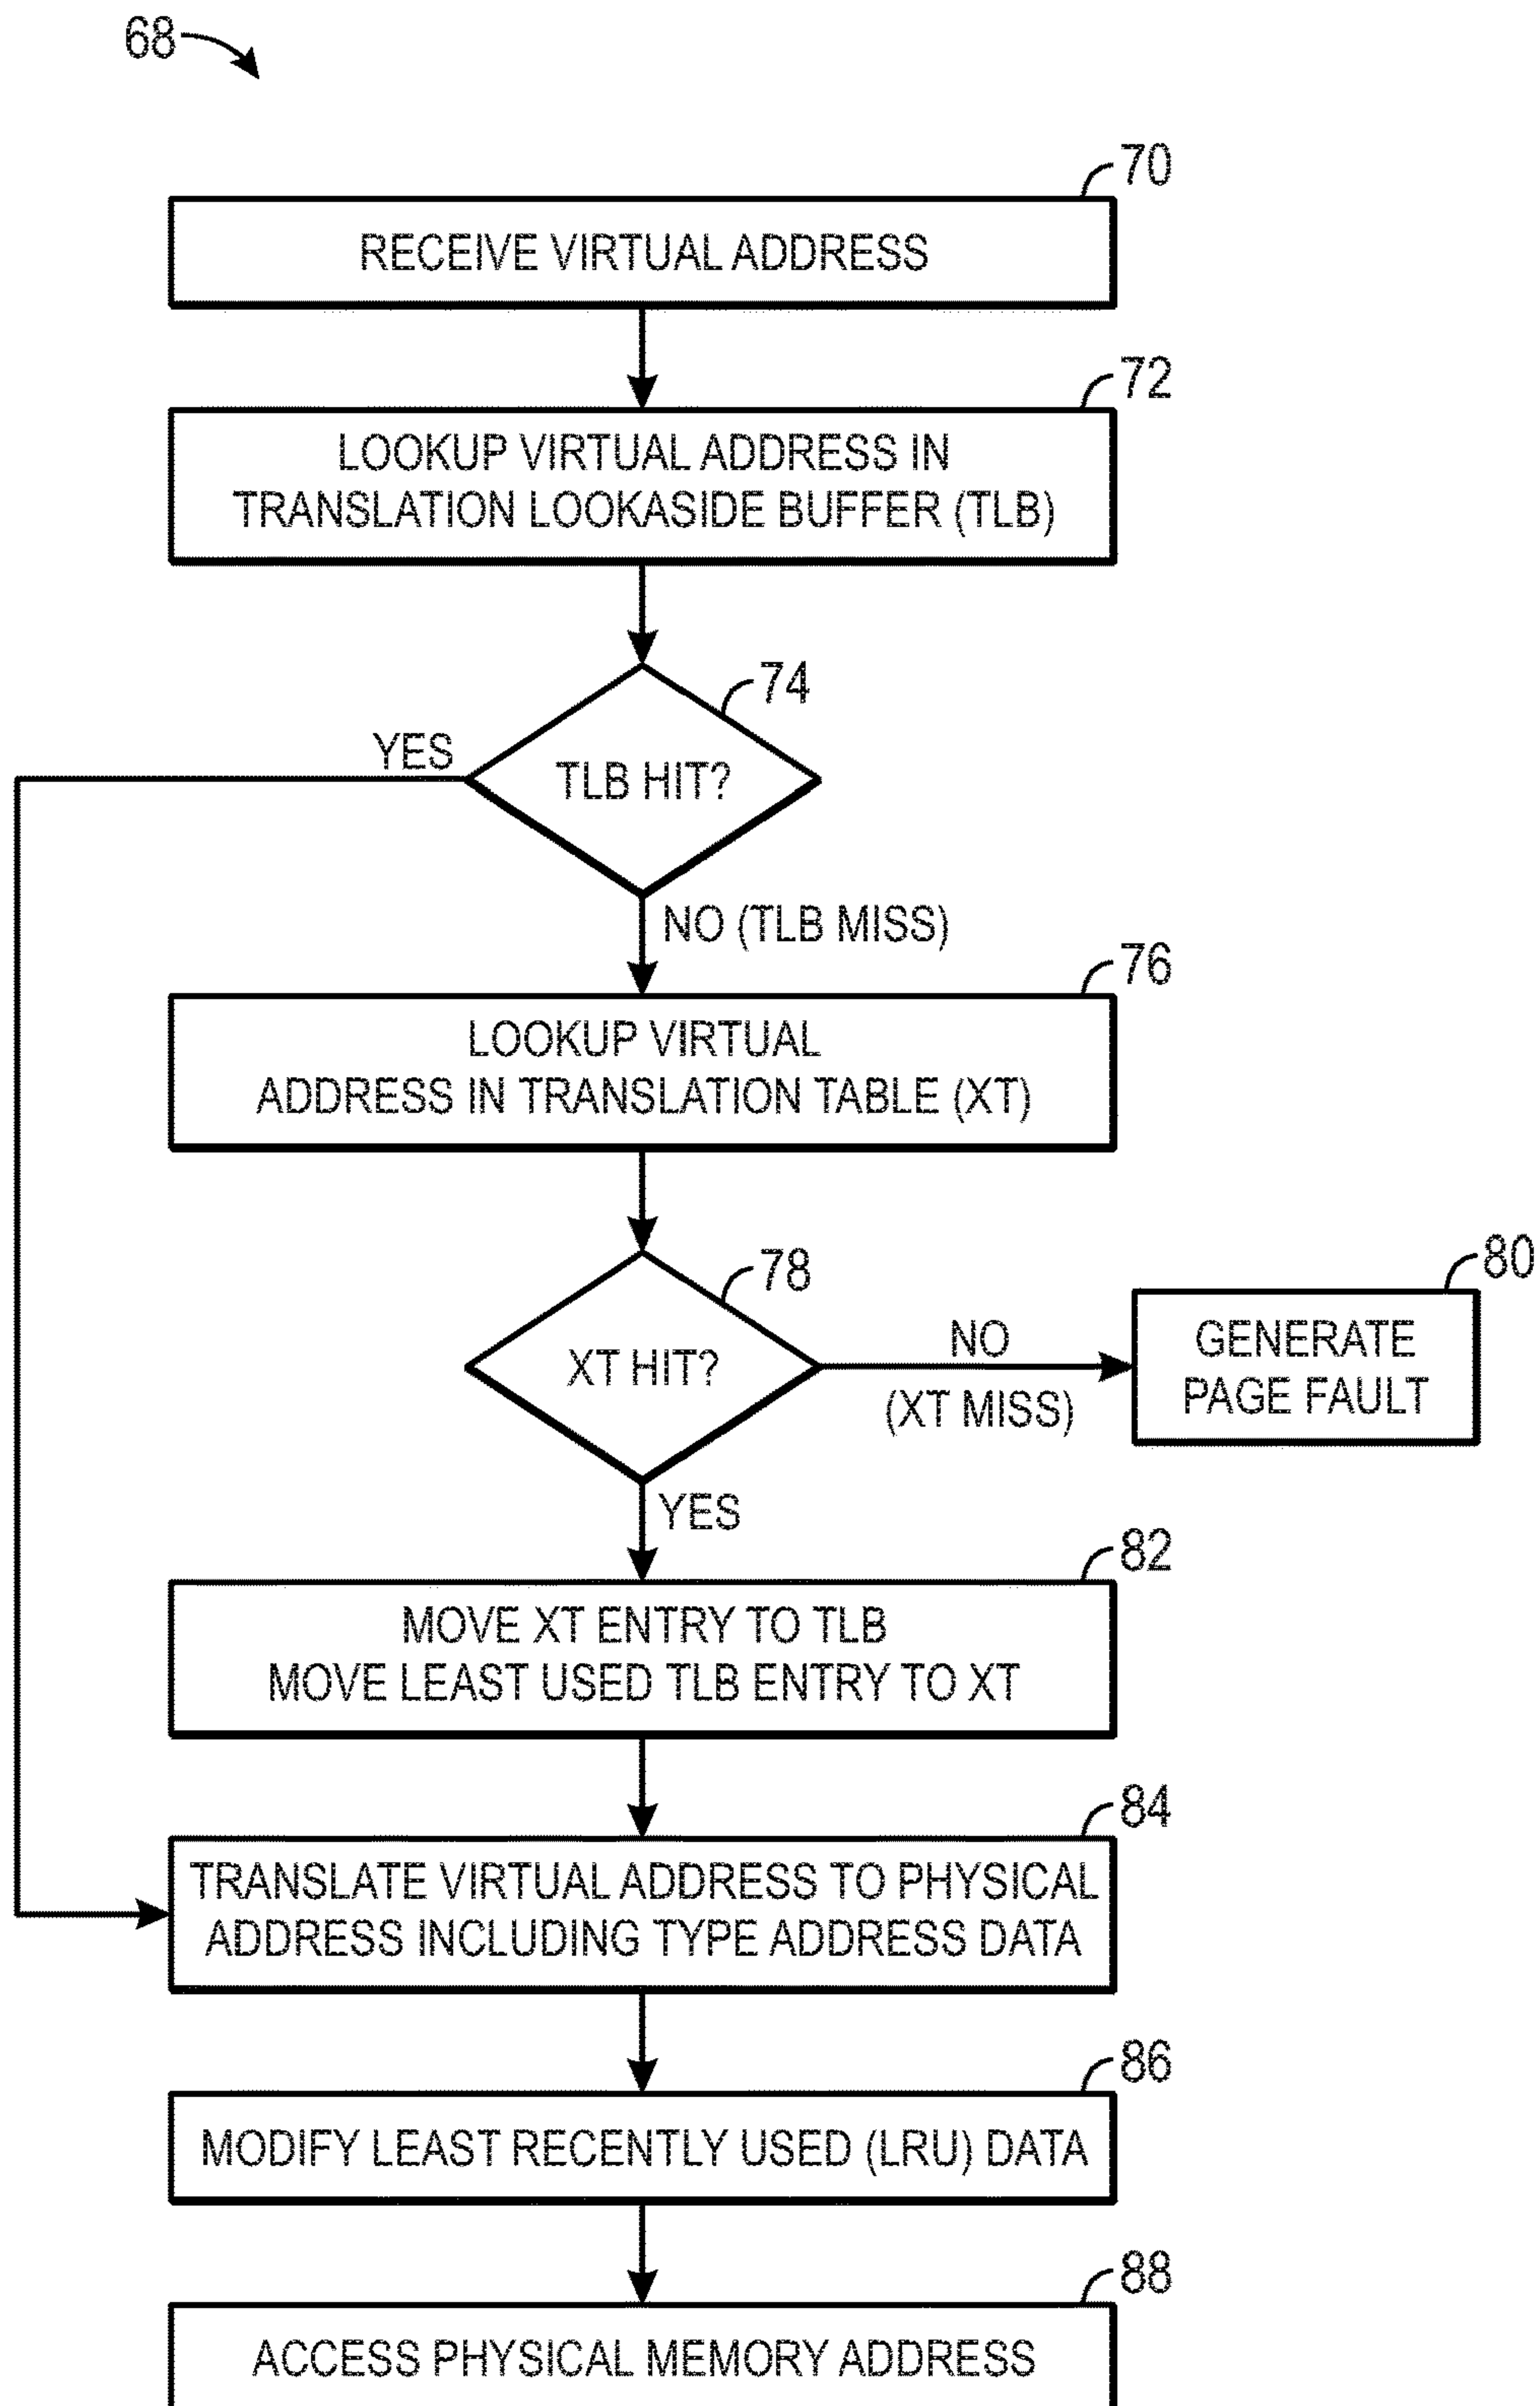 68
70
RECEIVE VIRTUAL ADDRESS
72
LOOKUP VIRTUAL ADDRESS IN
TRANSLATION LOOKASIDE BUFFER (TLB)
74
YES
TLB HIT?
NO (TLB MISS)
76
LOOKUP VIRTUAL
ADDRESS IN TRANSLATION TABLE (XT)
78
XT HIT?
NO
(XT MISS)
80
GENERATE
PAGE FAULT
YES
82
MOVE XT ENTRY TO TLB
MOVE LEAST USED TLB ENTRY TO XT
84
TRANSLATE VIRTUAL ADDRESS TO PHYSICAL
ADDRESS INCLUDING TYPE ADDRESS DATA
86
MODIFY LEAST RECENTLY USED (LRU) DATA
88
ACCESS PHYSICAL MEMORY ADDRESS